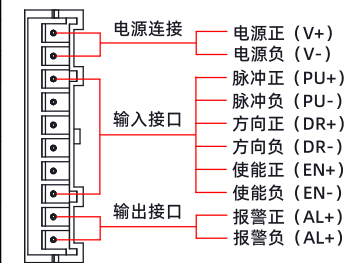 电源连接
电源正（V+）
电源负（V-）
输入接口
脉冲正（PU+）
脉冲负（PU-）
方向正（DR+）
方向负（DR-）
使能正（EN+）
使能负（EN-）
输出接口
报警正（AL+）
报警负（AL+）